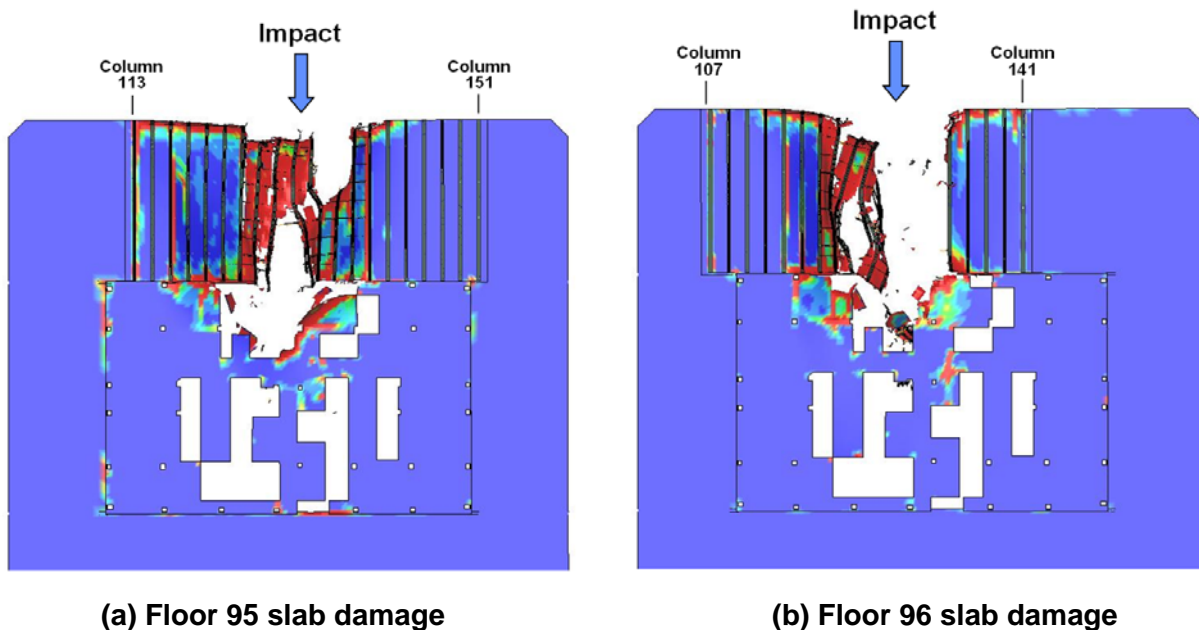 Impact
Column
113
Column
151
(a) Floor 95 slab damage
Impact
Column
107
Column
141
(b) Floor 96 slab damage